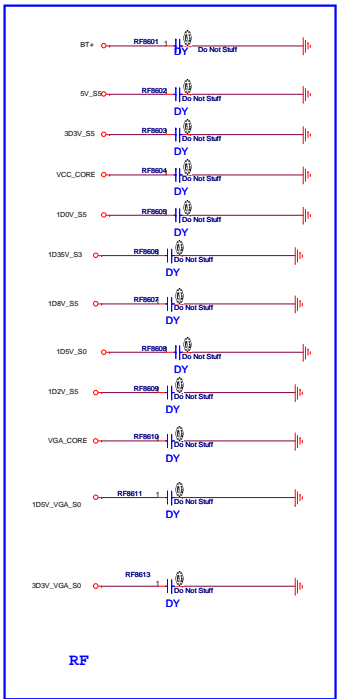 BT+ RF8601 1 DY Do Not Stuff
5V_S5 RF8602 Do Not Stuff
DY
3D3V_S5 RF8603 Do Not Stuff
DY
VCC_CORE RF8604 Do Not Stuff
DY
1D0V_S5 RF8605 Do Not Stuff
DY
1D35V_S3 RF8606 Do Not Stuff
DY
1D8V_S5 RF8607 Do Not Stuff
DY
1D5V_S0 RF8608 Do Not Stuff
DY
1D2V_S5 RF8609 Do Not Stuff
DY
VGA_CORE RF8610 Do Not Stuff
DY
1D5V_VGA_S0 RF8611 1 Do Not Stuff
DY
3D3V_VGA_S0 RF8613 1 Do Not Stuff
DY
RF